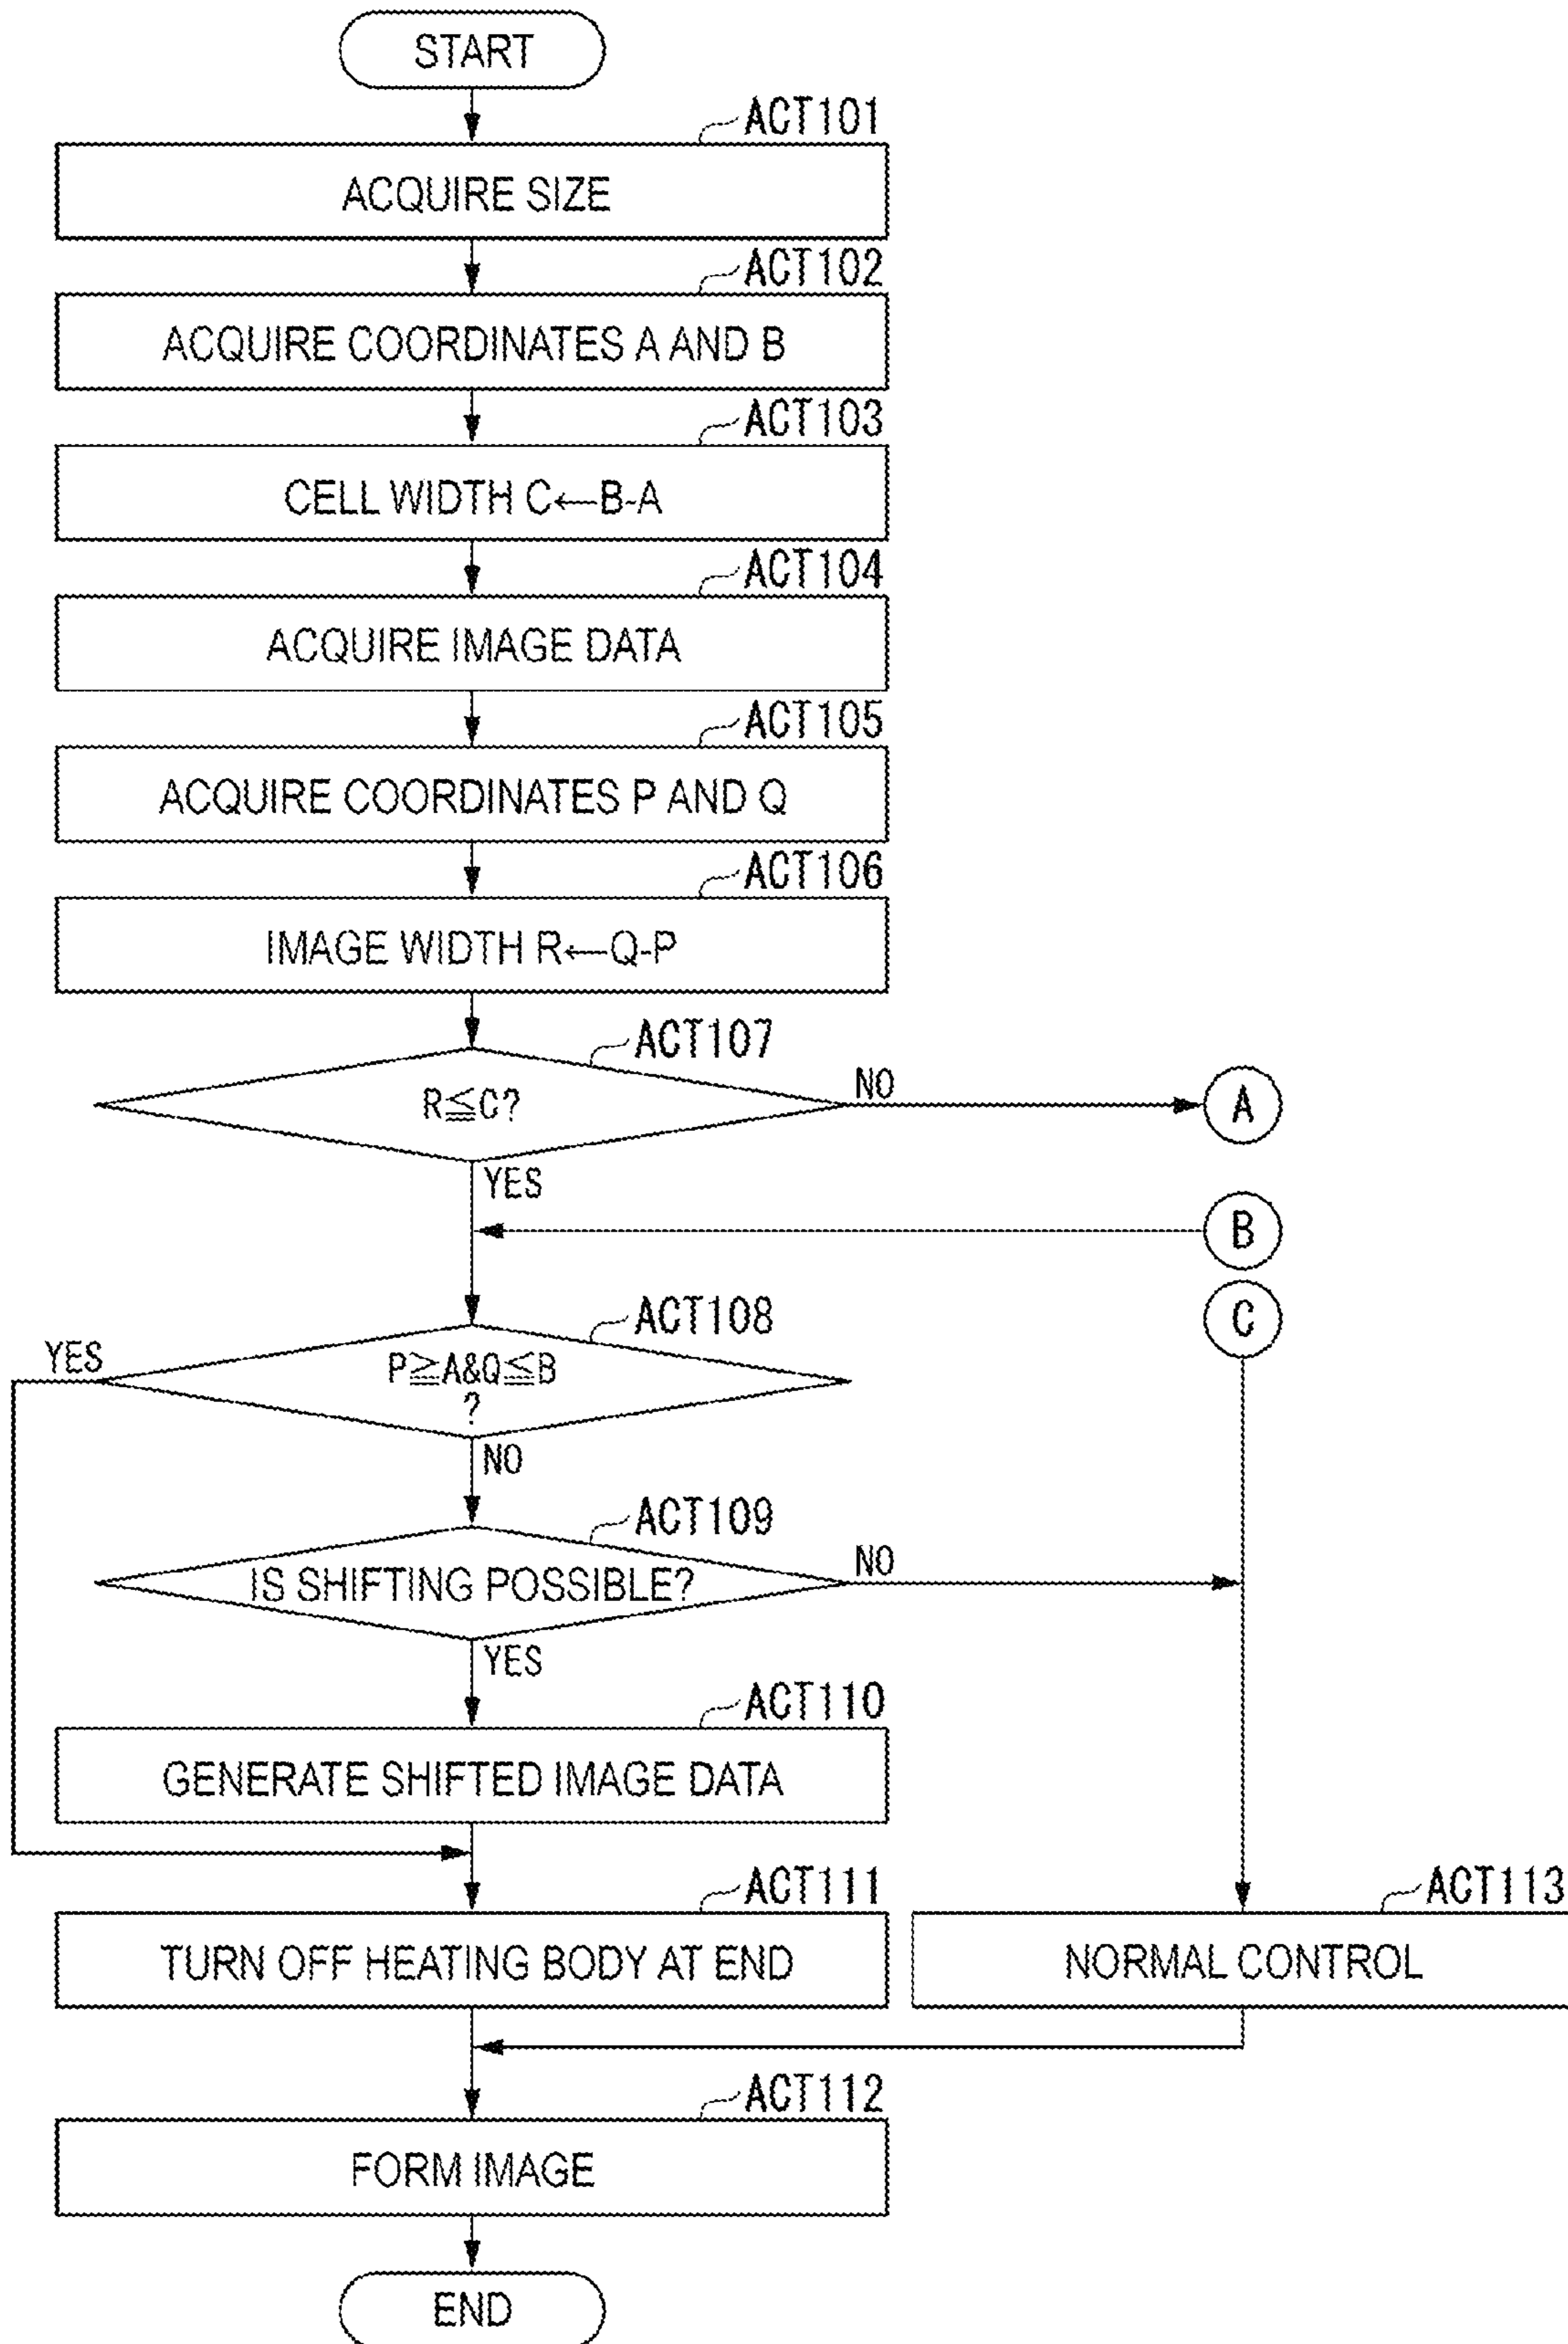 START
ACT101
ACQUIRE SIZE
ACT102
ACQUIRE COORDINATES A AND B
ACT103
CELL WIDTH C←B-A
ACT104
ACQUIRE IMAGE DATA
ACT105
ACQUIRE COORDINATES P AND Q
ACT106
IMAGE WIDTH R←Q-P
ACT107
R≦C?
NO
A
YES
B
C
ACT108
YES
P≧A&Q≦B
?
NO
ACT109
IS SHIFTING POSSIBLE?
NO
YES
ACT110
GENERATE SHIFTED IMAGE DATA
ACT111
TURN OFF HEATING BODY AT END
ACT113
NORMAL CONTROL
ACT112
FORM IMAGE
END